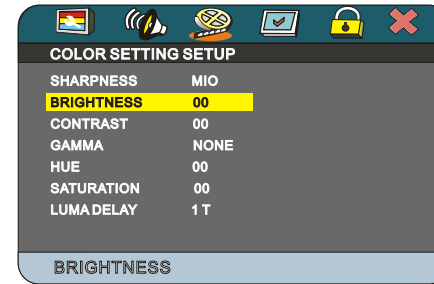 COLOR SETTING SETUP
SHARPNESS MIO
BRIGHTNESS 00
CONTRAST 00
GAMMA NONE
HUE 00
SATURATION 00
LUMA DELAY 1 T
BRIGHTNESS